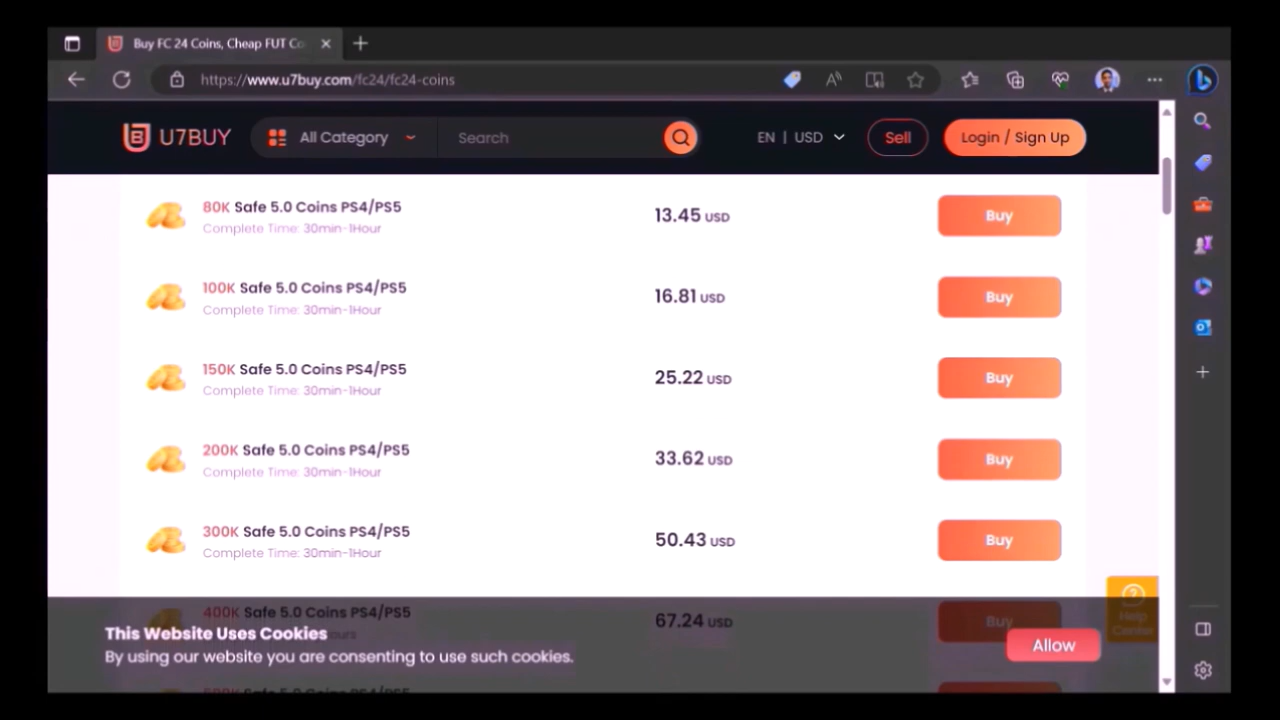 Buy FC 24 Coins, Cheap FUT Co
https://www.u7buy.com/fc24/fc24-coins
U7BUY
All Category
Search
EN | USD
Sell
Login / Sign Up
80K Safe 5.0 Coins PS4/PS5
Complete Time: 30min-1Hour
13.45 USD
Buy
100K Safe 5.0 Coins PS4/PS5
Complete Time: 30min-1Hour
16.81 USD
Buy
150K Safe 5.0 Coins PS4/PS5
Complete Time: 30min-1Hour
25.22 USD
Buy
200K Safe 5.0 Coins PS4/PS5
Complete Time: 30min-1Hour
33.62 USD
Buy
300K Safe 5.0 Coins PS4/PS5
Complete Time: 30min-1Hour
50.43 USD
Buy
400K Safe 5.0 Coins PS4/PS5
67.24 USD
Buy
Help
Center
This Website Uses Cookies
By using our website you are consenting to use such cookies.
Allow